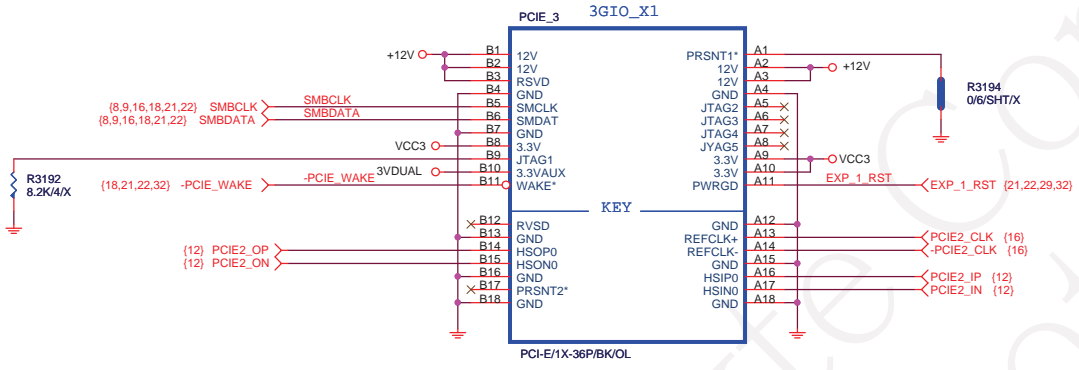 PCIE_3 3GIO_X1
+12V B1 12V PRSNT1* A1
B2 12V 12V A2 +12V
B3 RSVD 12V A3
B4 GND GND A4
{8,9,16,18,21,22} SMBCLK SMBCLK B5 SMCLK JTAG2 A5
{8,9,16,18,21,22} SMBDATA SMBDATA B6 SMDAT JTAG3 A6
B7 GND JTAG4 A7
VCC3 B8 3.3V JYAG5 A8
B9 JTAG1 3.3V A9 VCC3
3VDUAL B10 3.3VAUX 3.3V A10
{18,21,22,32} -PCIE_WAKE -PCIE_WAKE B11 WAKE* PWRGD A11 EXP_1_RST EXP_1_RST {21,22,29,32}
R3192
8.2K/4/X
R3194
0/6/SHT/X
KEY
B12 RVSD GND A12
B13 GND REFCLK+ A13 PCIE2_CLK {16}
{12} PCIE2_OP B14 HSOP0 REFCLK- A14 -PCIE2_CLK {16}
{12} PCIE2_ON B15 HSON0 GND A15
B16 GND HSIP0 A16 PCIE2_IP {12}
B17 PRSNT2* HSIN0 A17 PCIE2_IN {12}
B18 GND GND A18
PCI-E/1X-36P/BK/OL